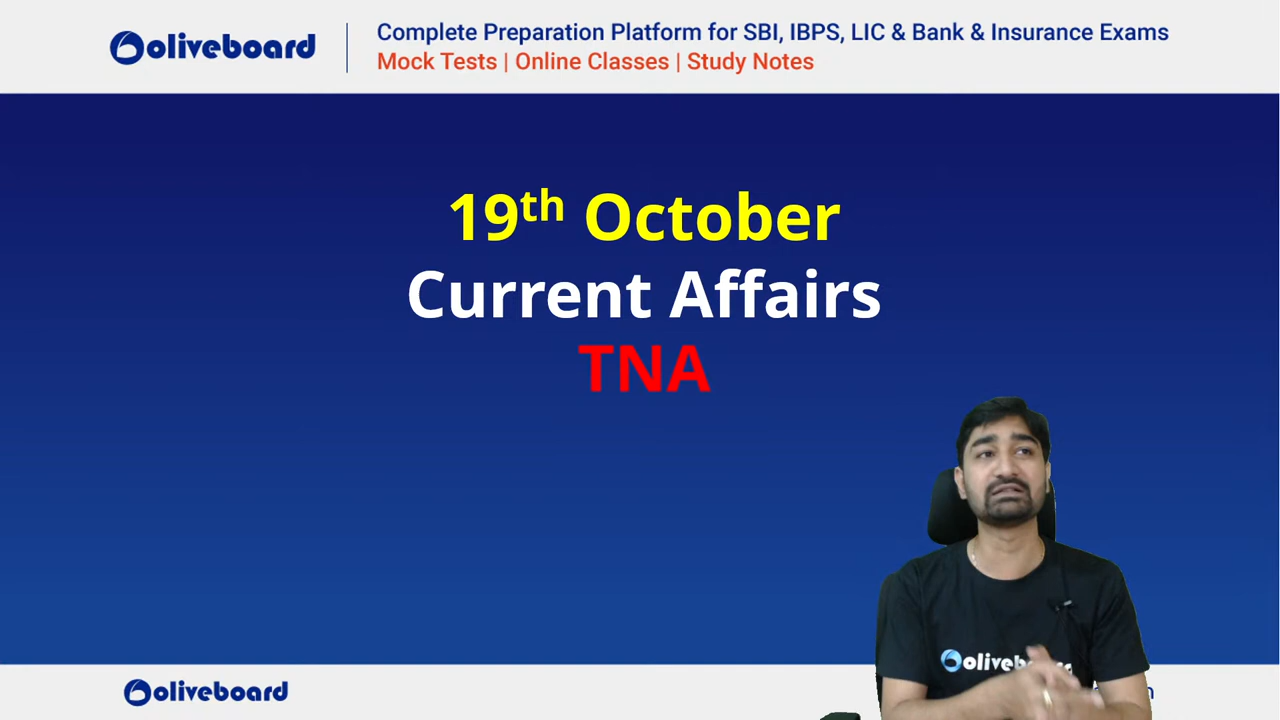 oliveboard
Complete Preparation Platform for SBI, IBPS, LIC & Bank & Insurance Exams
Mock Tests | Online Classes | Study Notes
19th October
Current Affairs
TNA
oliveboard